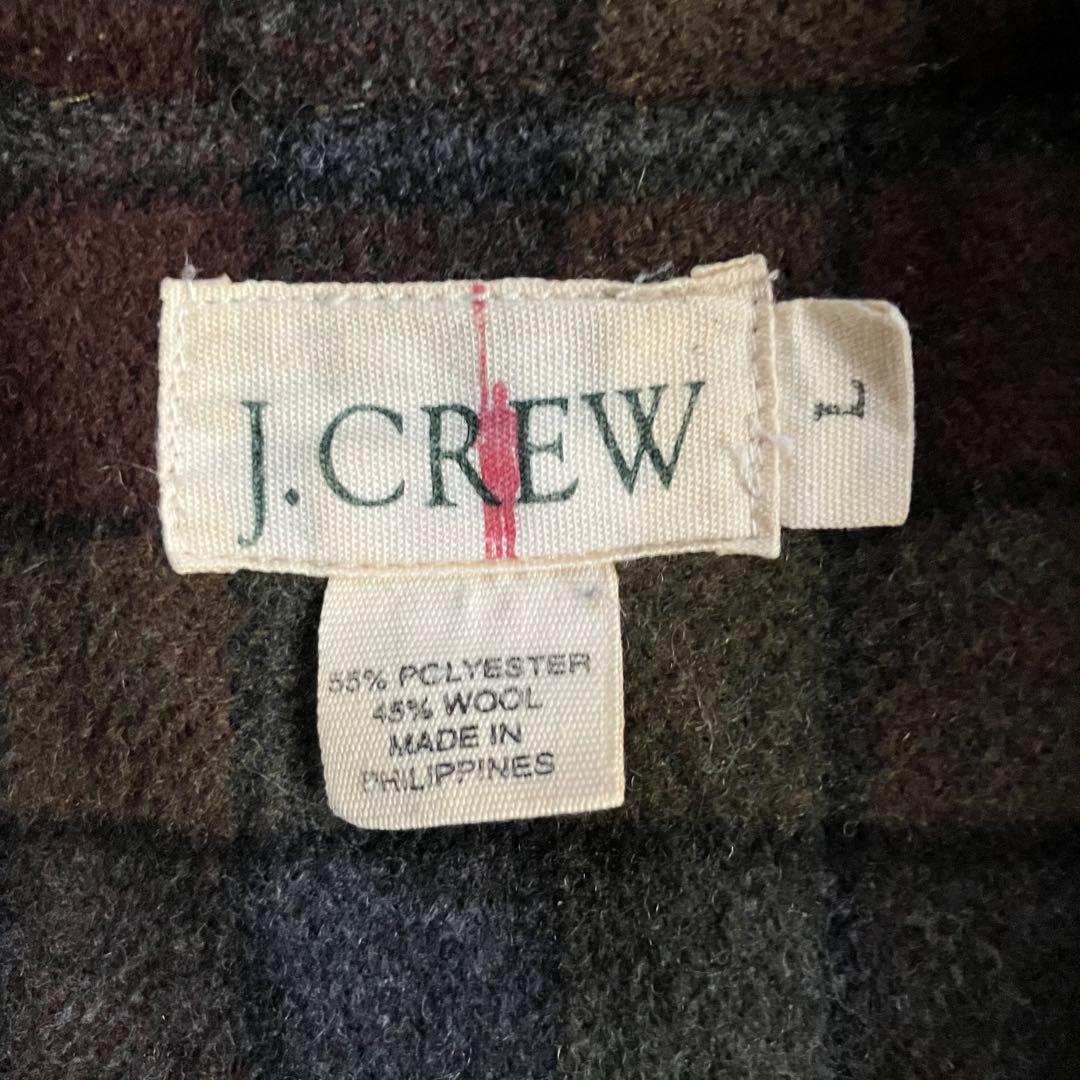 J.CREW
L
55% POLYESTER
45% WOOL
MADE IN
PHILIPPINES